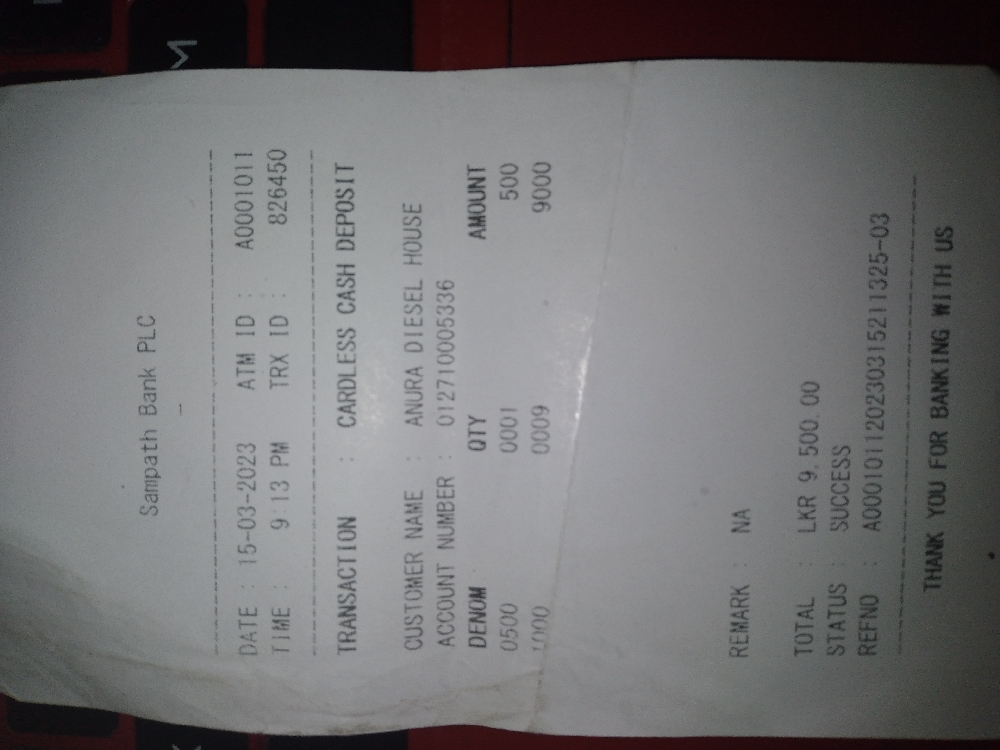 Sampath Bank PLC
DATE : 15-03-2023 ATM ID : A0001011
TIME : 9:13 PM TRX ID : 826450
TRANSACTION : CARDLESS CASH DEPOSIT
CUSTOMER NAME : ANURA DIESEL HOUSE
ACCOUNT NUMBER : 012710005336
DENOM QTY AMOUNT
0500 0001 500
1000 0009 9000
REMARK : NA
TOTAL : LKR 9,500.00
STATUS : SUCCESS
REFNO : A000101120230315211325-03
THANK YOU FOR BANKING WITH US
M